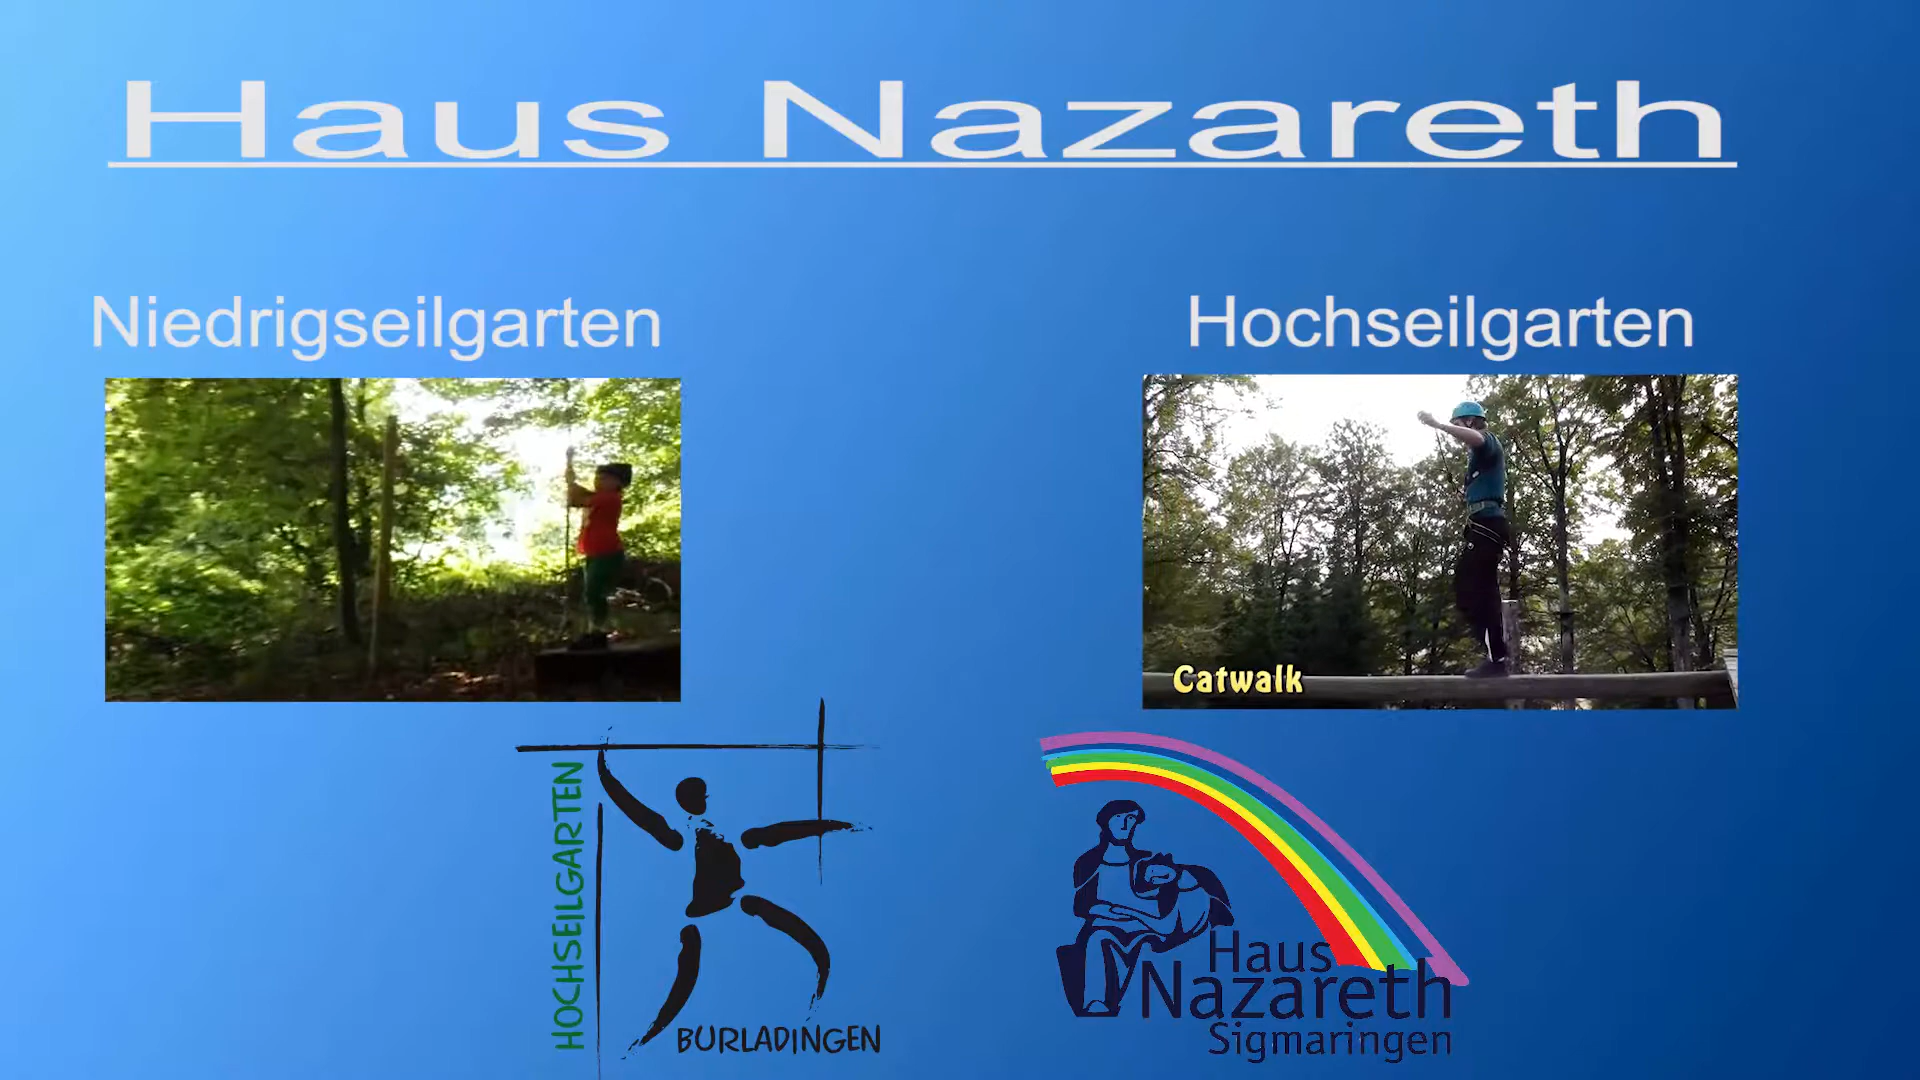 Haus Nazareth
Niedrigseilgarten
Hochseilgarten
Catwalk
HOCHSEILGARTEN
BURLADINGEN
Haus
Nazareth
Sigmaringen